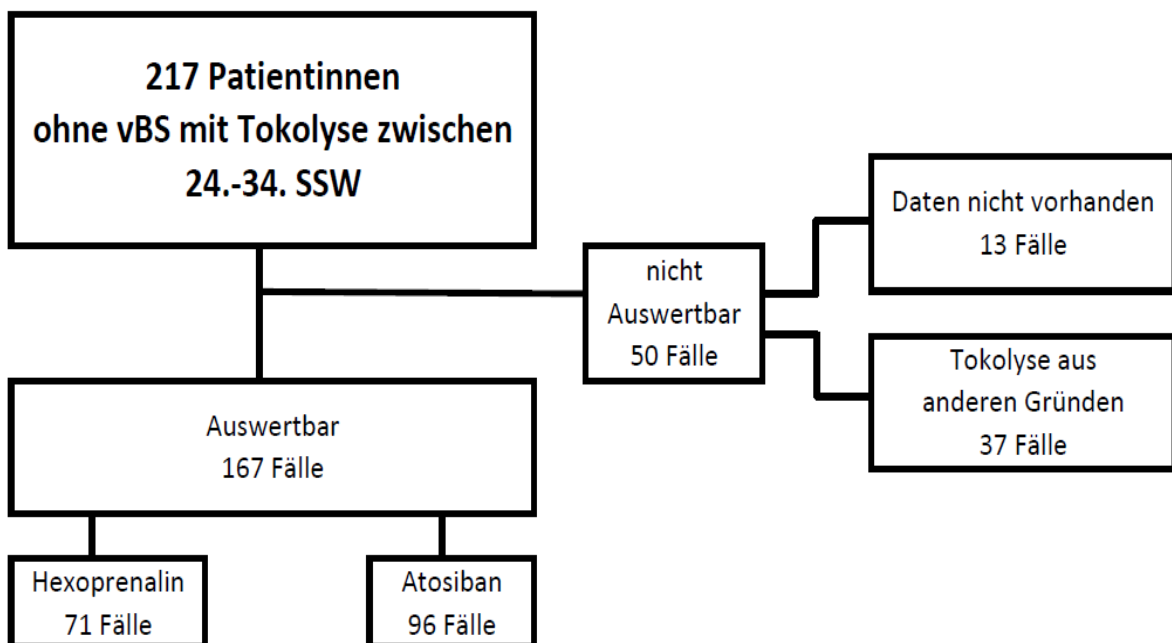 217 Patientinnen
ohne vBS mit Tokolyse zwischen
24.-34. SSW
Daten nicht vorhanden
13 Fälle
nicht
Auswertbar
50 Fälle
Tokolyse aus
anderen Gründen
37 Fälle
Auswertbar
167 Fälle
Hexoprenalin
71 Fälle
Atosiban
96 Fälle